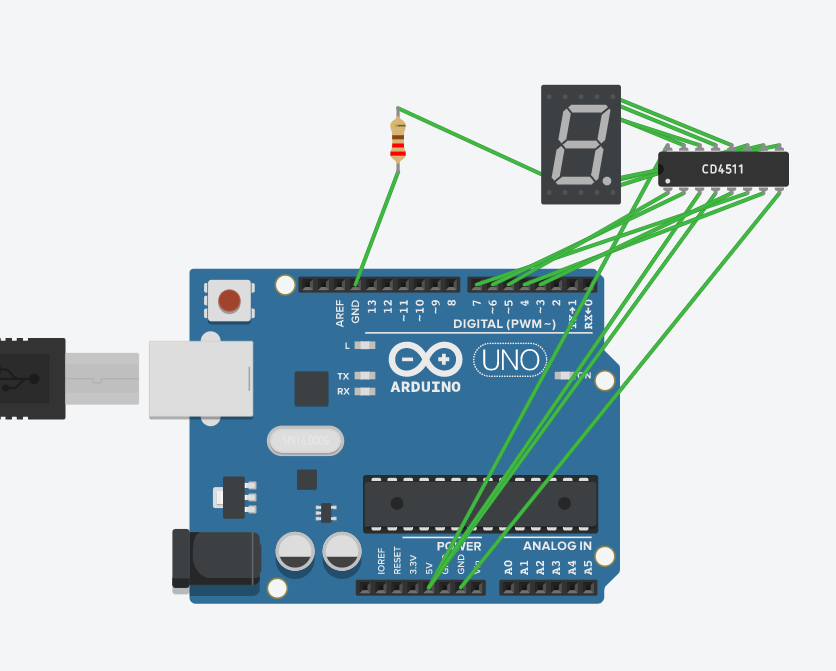 CD4511
AREF
GND
13
12
~11
~10
~9
8
7
~6
~5
4
~3
2
TX→1
RX←0
DIGITAL (PWM ~)
L
TX
RX
ARDUINO
UNO
ON
SPK16.000G
POWER
ANALOG IN
IOREF
RESET
3.3V
5V
GND
GND
Vin
A0
A1
A2
A3
A4
A5